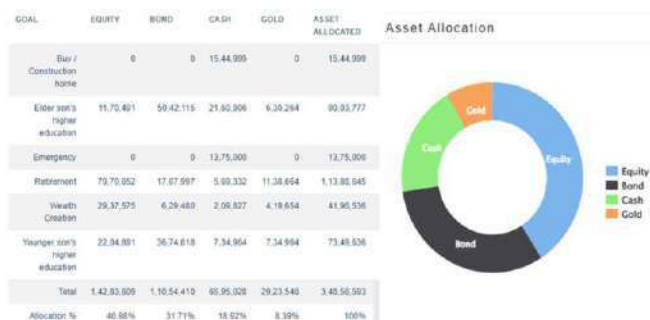 GOAL EQUITY BOND CASH GOLD ASSET ALLOCATED
Buy / Construction home 0 0 15,44,999 0 15,44,999
Elder son's higher education 11,70,491 50,42,115 21,60,906 6,30,264 90,03,777
Emergency 0 0 13,75,000 0 13,75,000
Retirement 79,70,652 17,07,997 5,69,332 11,38,664 1,13,86,645
Wealth Creation 29,37,575 6,29,480 2,09,827 4,19,654 41,96,536
Younger son's higher education 22,04,891 36,74,818 7,34,964 7,34,964 73,49,636
Total 1,42,83,609 1,10,54,410 65,95,028 29,23,546 3,48,56,593
Allocation % 40.98% 31.71% 18.92% 8.39% 100%
Asset Allocation
Gold
Cash
Equity
Bond
Equity
Bond
Cash
Gold